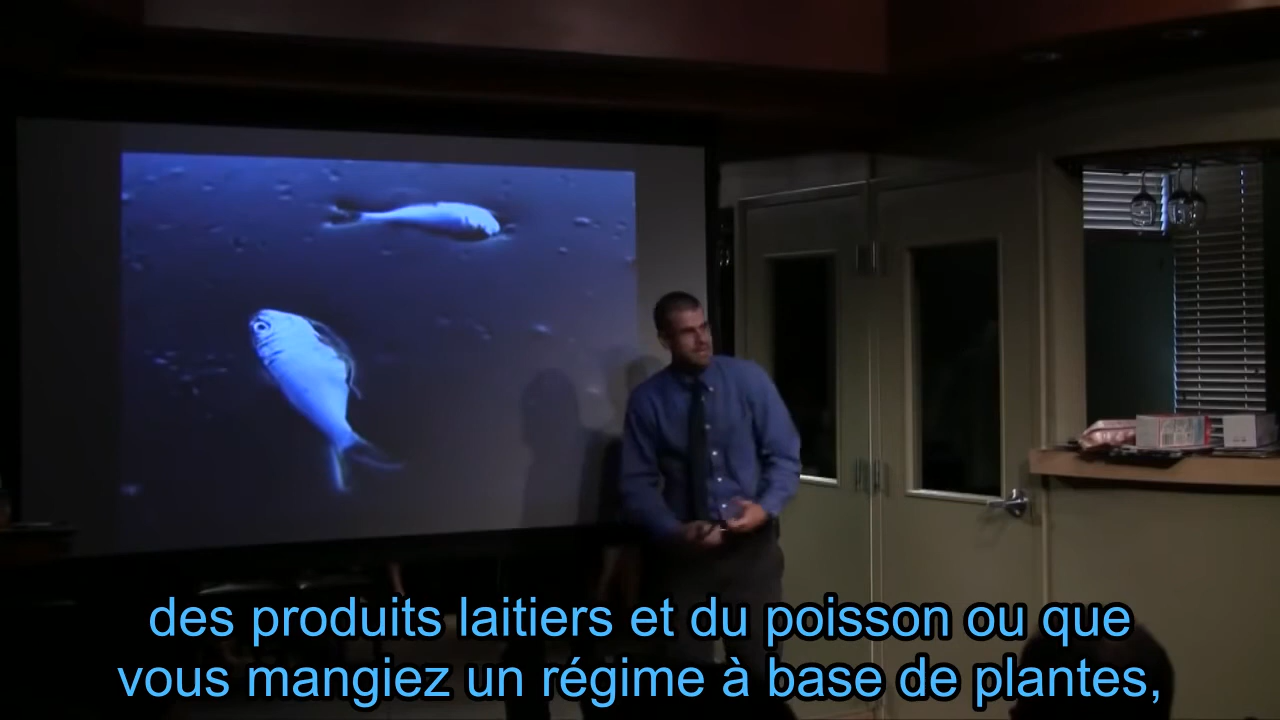 des produits laitiers et du poisson ou que
vous mangiez un régime à base de plantes,